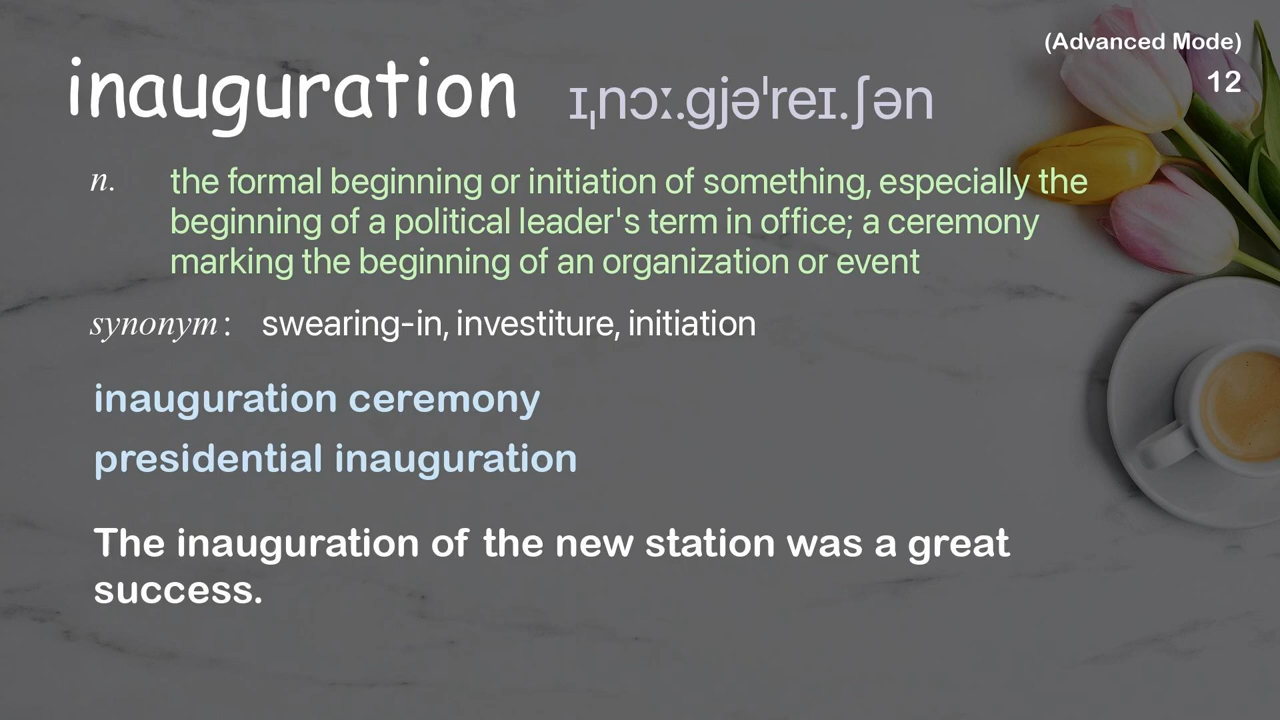 (Advanced Mode)
12
inauguration ɪˌnɔː.gjəˈreɪ.ʃən
n. the formal beginning or initiation of something, especially the
beginning of a political leader's term in office; a ceremony
marking the beginning of an organization or event
synonym: swearing-in, investiture, initiation
inauguration ceremony
presidential inauguration
The inauguration of the new station was a great
success.